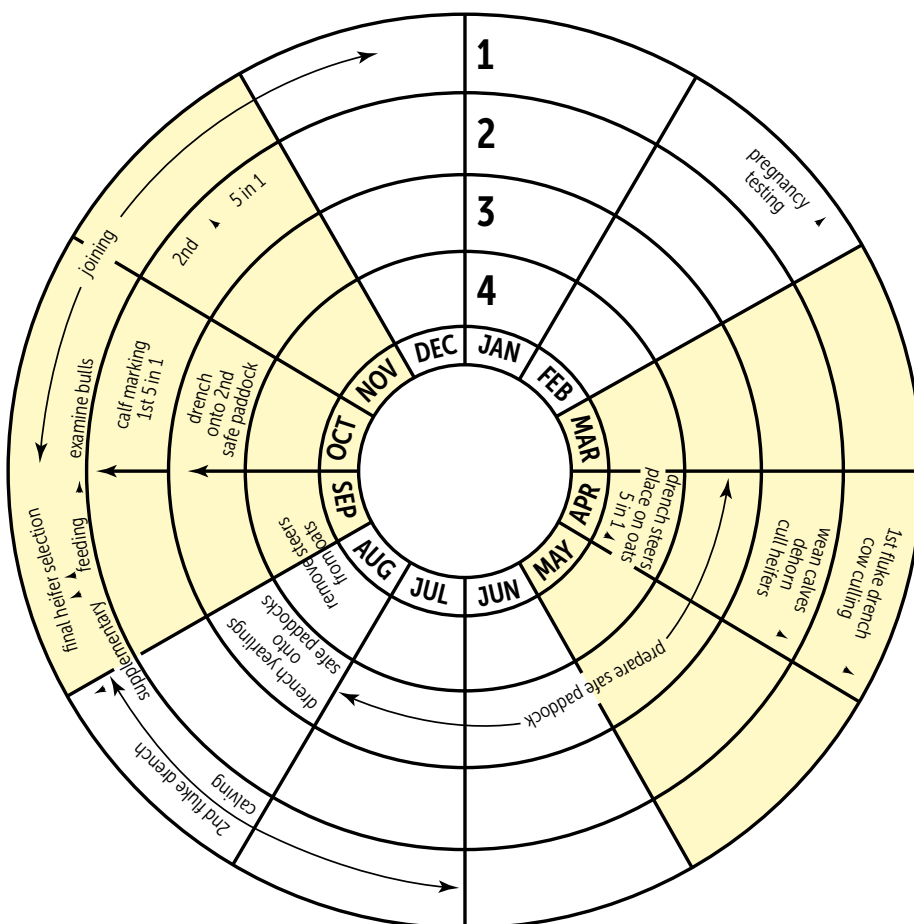 1
2
3
4
JAN
FEB
MAR
APR
MAY
JUN
JUL
AUG
SEP
OCT
NOV
DEC
pregnancy
testing
1st fluke drench
cow culling
wean calves
dehorn
cull heifers
drench steers
place on oats
5 in 1
prepare safe paddock
calving
2nd fluke drench
drench yearlings
onto
safe paddocks
remove steers
from oats
supplementary
feeding
final heifer selection
examine bulls
calf marking
1st 5 in 1
drench
onto 2nd
safe paddock
joining
2nd
5 in 1